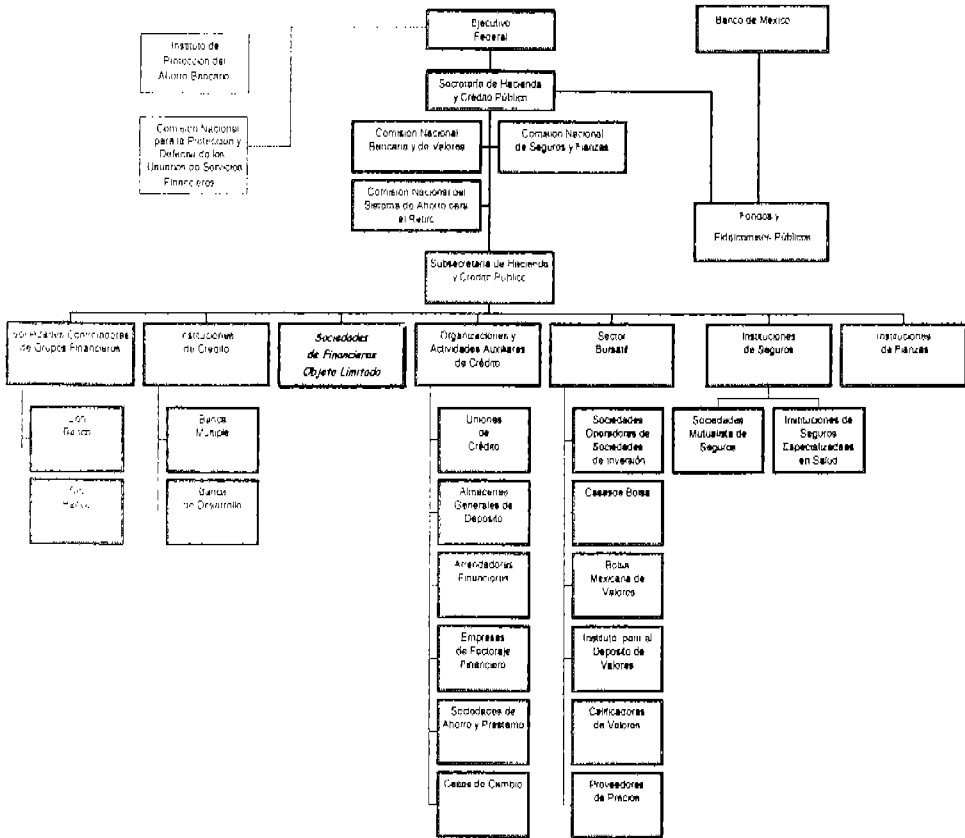 Ejecutivo
Federal
Banco de México
Instituto de
Protección del
Ahorro Bancario
Secretaría de Hacienda
y Crédito Público
Comisión Nacional
para la Protección y
Defensa de los
Usuarios de Servicios
Financieros
Comisión Nacional
Bancaria y de Valores
Comisión Nacional
de Seguros y Fianzas
Comisión Nacional del
Sistema de Ahorro para
el Retiro
Fondos y
Públicos
Subsecretaría de Hacienda
y Crédito Público
Sociedades Controladoras
de Grupos Financieros
Instituciones
de Crédito
Sociedades
de Financieras
Objeto Limitado
Organizaciones y
Actividades Auxiliares
de Crédito
Sector
Bursátil
Instituciones
de Seguros
Instituciones
de Fianzas
Con
Banco
Banca
Múltiple
Uniones
de
Crédito
Sociedades
Operadores de
Sociedades
de Inversión
Sociedades
Mutualista de
Seguros
Instituciones de
Seguros
Especializadas
en Salud
Sin
Banco
Banca
de Desarrollo
Almacenes
Generales de
Depósito
Casas de Bolsa
Arrendadoras
Financieras
Bolsa
Mexicana de
Valores
Empresas
de Factoraje
Financiero
Instituto para el
Depósito de
Valores
Sociedades de
Ahorro y Préstamo
Calificadoras
de Valores
Casas de Cambio
Proveedores
de Precios